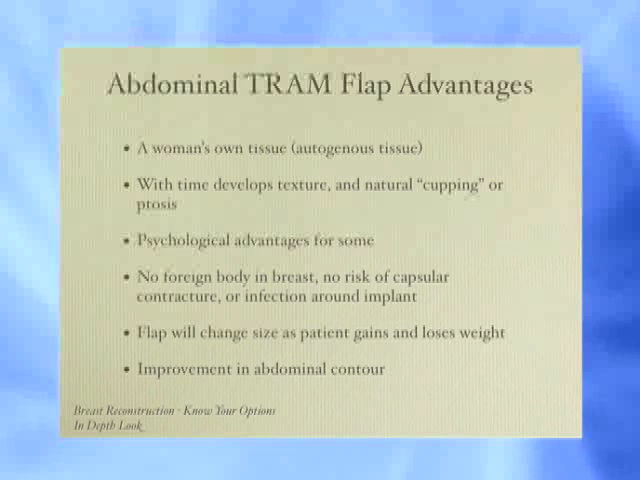 Abdominal TRAM Flap Advantages
• A woman's own tissue (autogenous tissue)
• With time develops texture, and natural “cupping” or
ptosis
• Psychological advantages for some
• No foreign body in breast, no risk of capsular
contracture, or infection around implant
• Flap will change size as patient gains and loses weight
• Improvement in abdominal contour
Breast Reconstruction - Know Your Options
In Depth Look